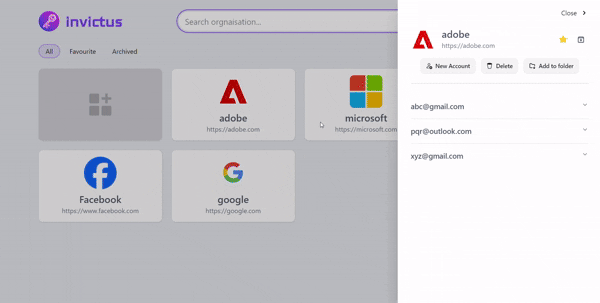 invictus
Search orgnaisation...
All
Favourite
Archived
adobe
https://adobe.com
microsoft
https://microsoft.com
Facebook
https://www.facebook.com
google
https://google.com
Close
adobe
https://adobe.com
New Account
Delete
Add to folder
abc@gmail.com
pqr@outlook.com
xyz@gmail.com